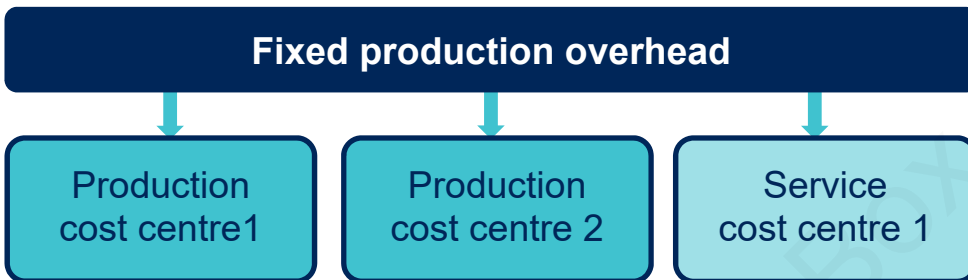 Fixed production overhead
Production
cost centre1
Production
cost centre 2
Service
cost centre 1